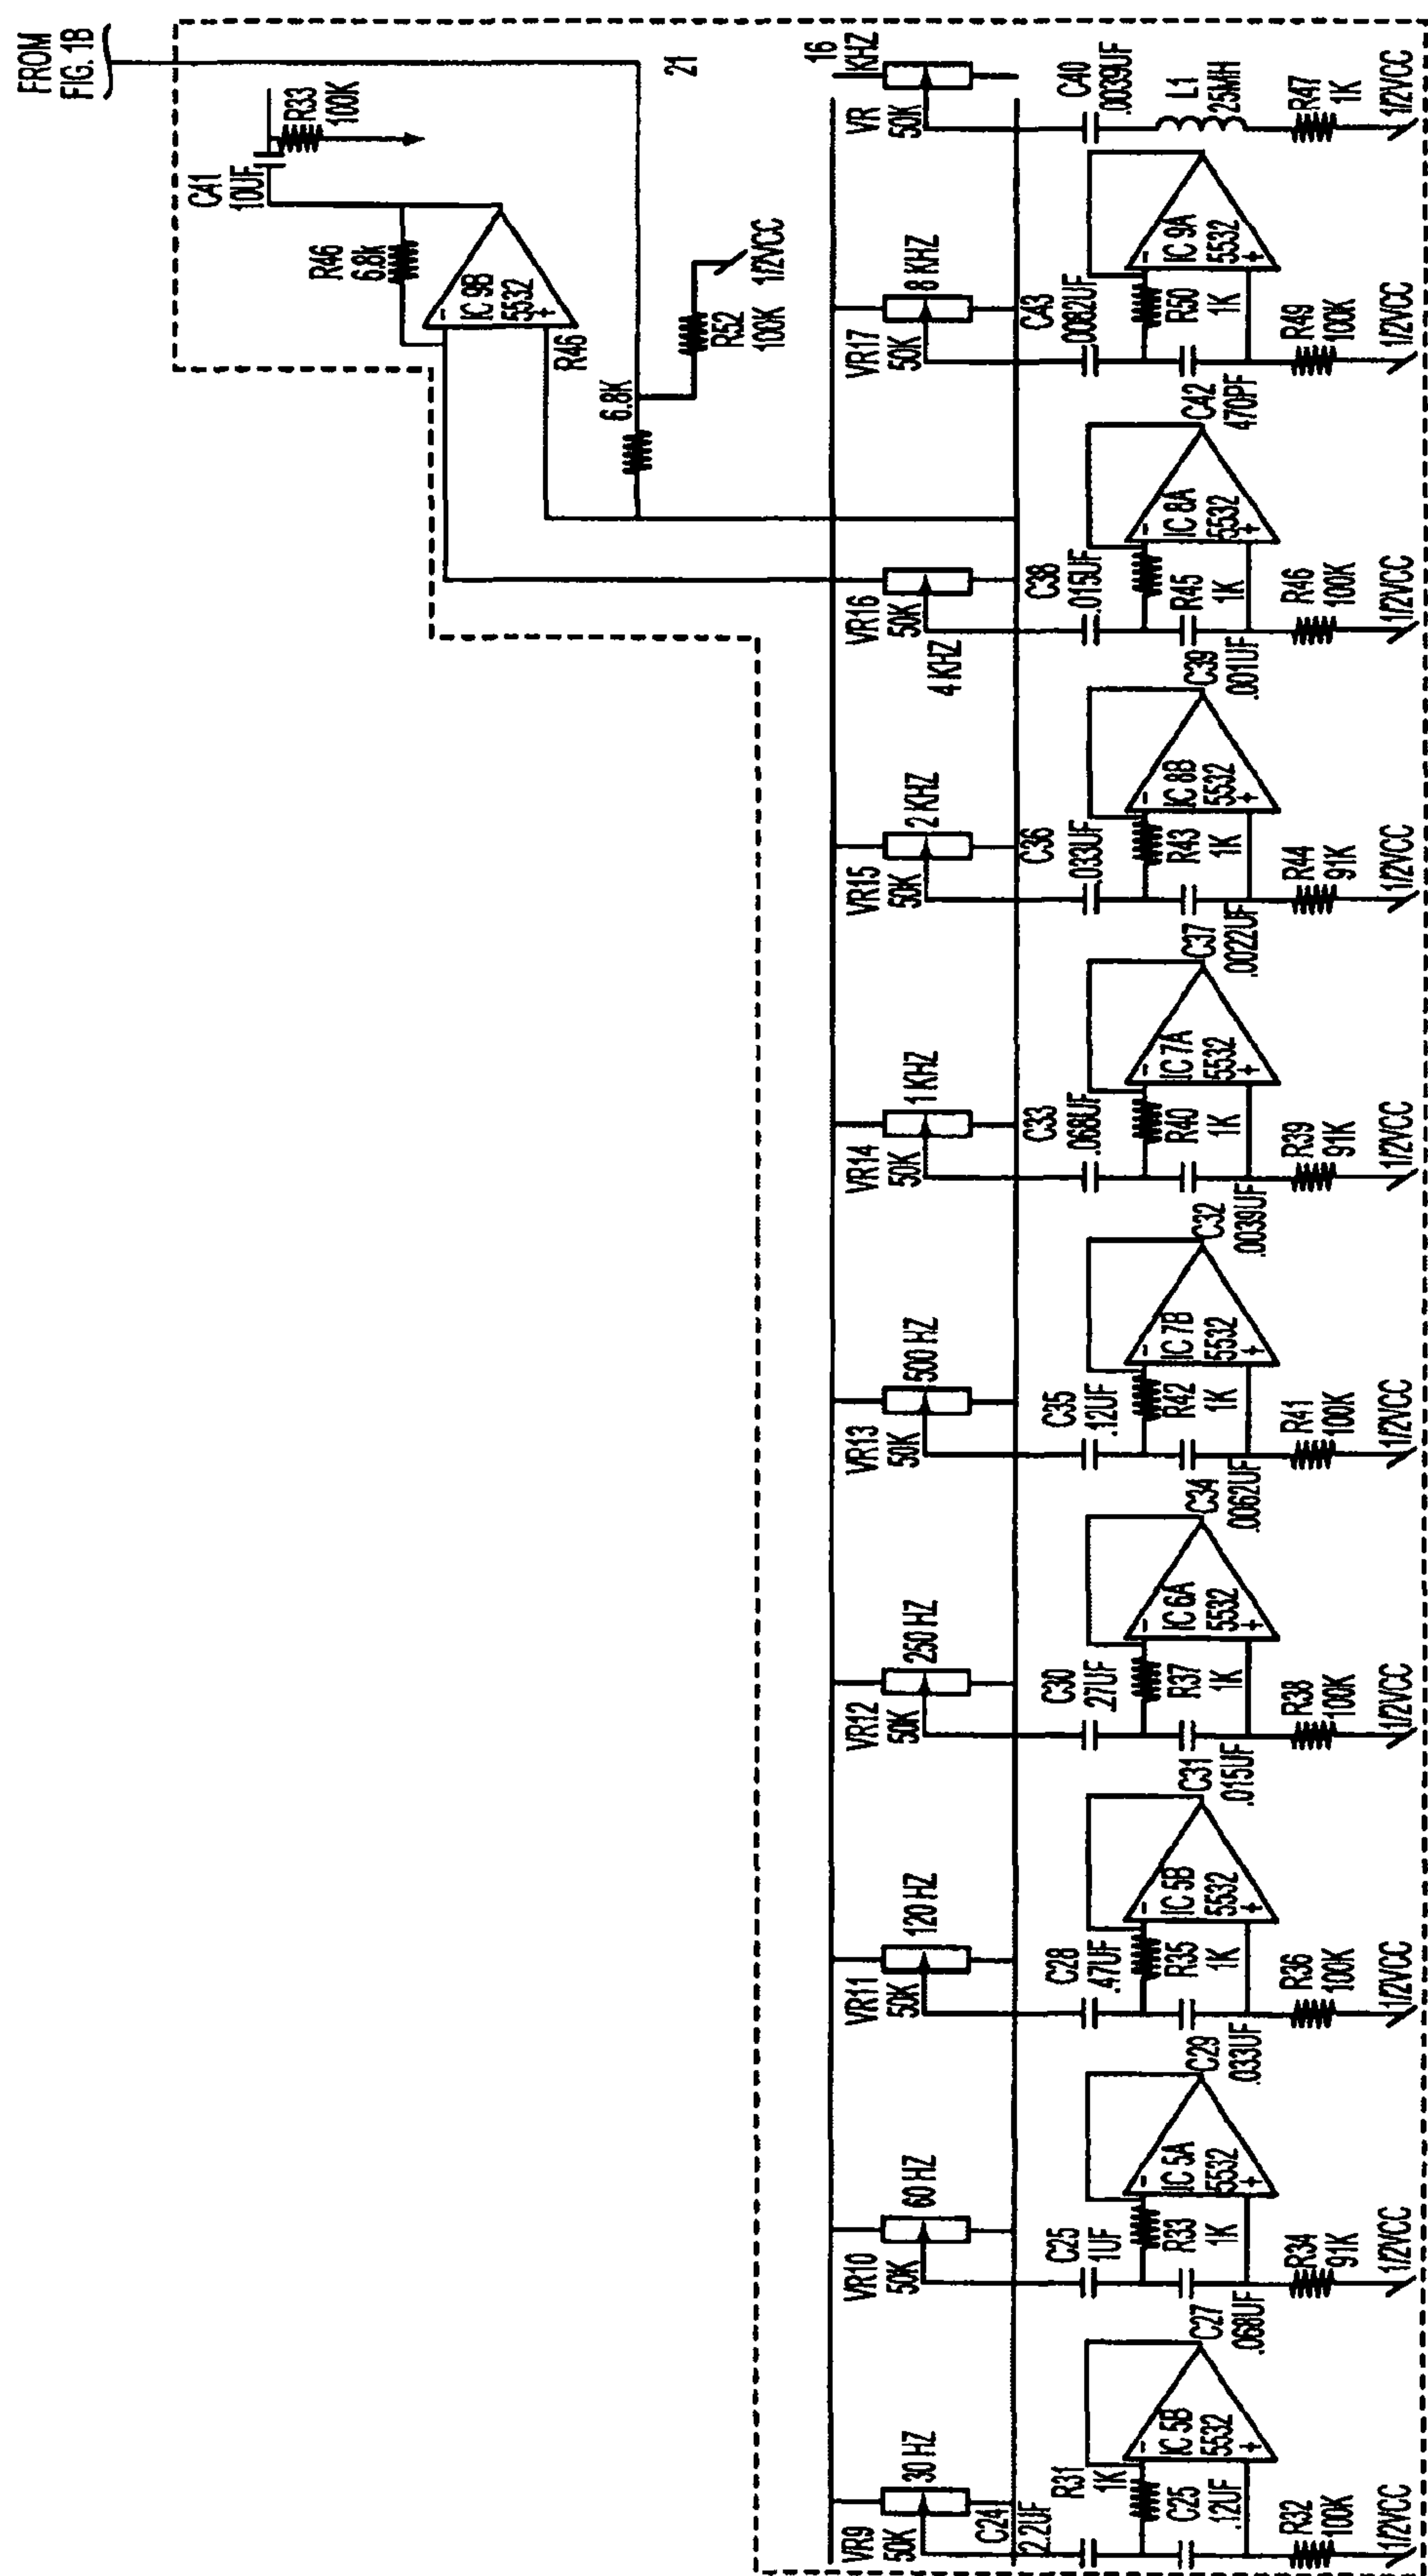 FROM
FIG. 1B
C41
10UF
R33
100K
R46
6.8K
IC 9B
5532
-
+
R46
6.8K
R52
100K
1/2VCC
21
VR9
50K
30 HZ
VR10
50K
60 HZ
VR11
50K
120 HZ
VR12
50K
250 HZ
VR13
50K
500 HZ
VR14
50K
1 KHZ
VR15
50K
2 KHZ
VR16
50K
4 KHZ
VR17
50K
8 KHZ
VR
50K
16
KHZ
C24
2.2UF
R31
1K
C25
.12UF
IC 5B
5532
-
+
R32
100K
1/2VCC
C25
1UF
R33
1K
C27
.068UF
IC 5A
5532
-
+
R34
91K
1/2VCC
C28
.47UF
R35
1K
C29
.033UF
IC 5B
5532
-
+
R36
100K
1/2VCC
C30
.27UF
R37
1K
C31
.015UF
IC 6A
5532
-
+
R38
100K
1/2VCC
C35
.12UF
R42
1K
C34
.0062UF
IC 7B
5532
-
+
R41
100K
1/2VCC
C33
.068UF
R40
1K
C32
.0039UF
IC 7A
5532
-
+
R39
91K
1/2VCC
C36
.033UF
R43
1K
C37
.0022UF
IC 8B
5532
-
+
R44
91K
1/2VCC
C38
.015UF
R45
1K
C39
.001UF
IC 8A
5532
-
+
R46
100K
1/2VCC
C43
.0082UF
R50
1K
C42
470PF
IC 9A
5532
-
+
R49
100K
1/2VCC
C40
.0039UF
L1
25MH
R47
1K
1/2VCC